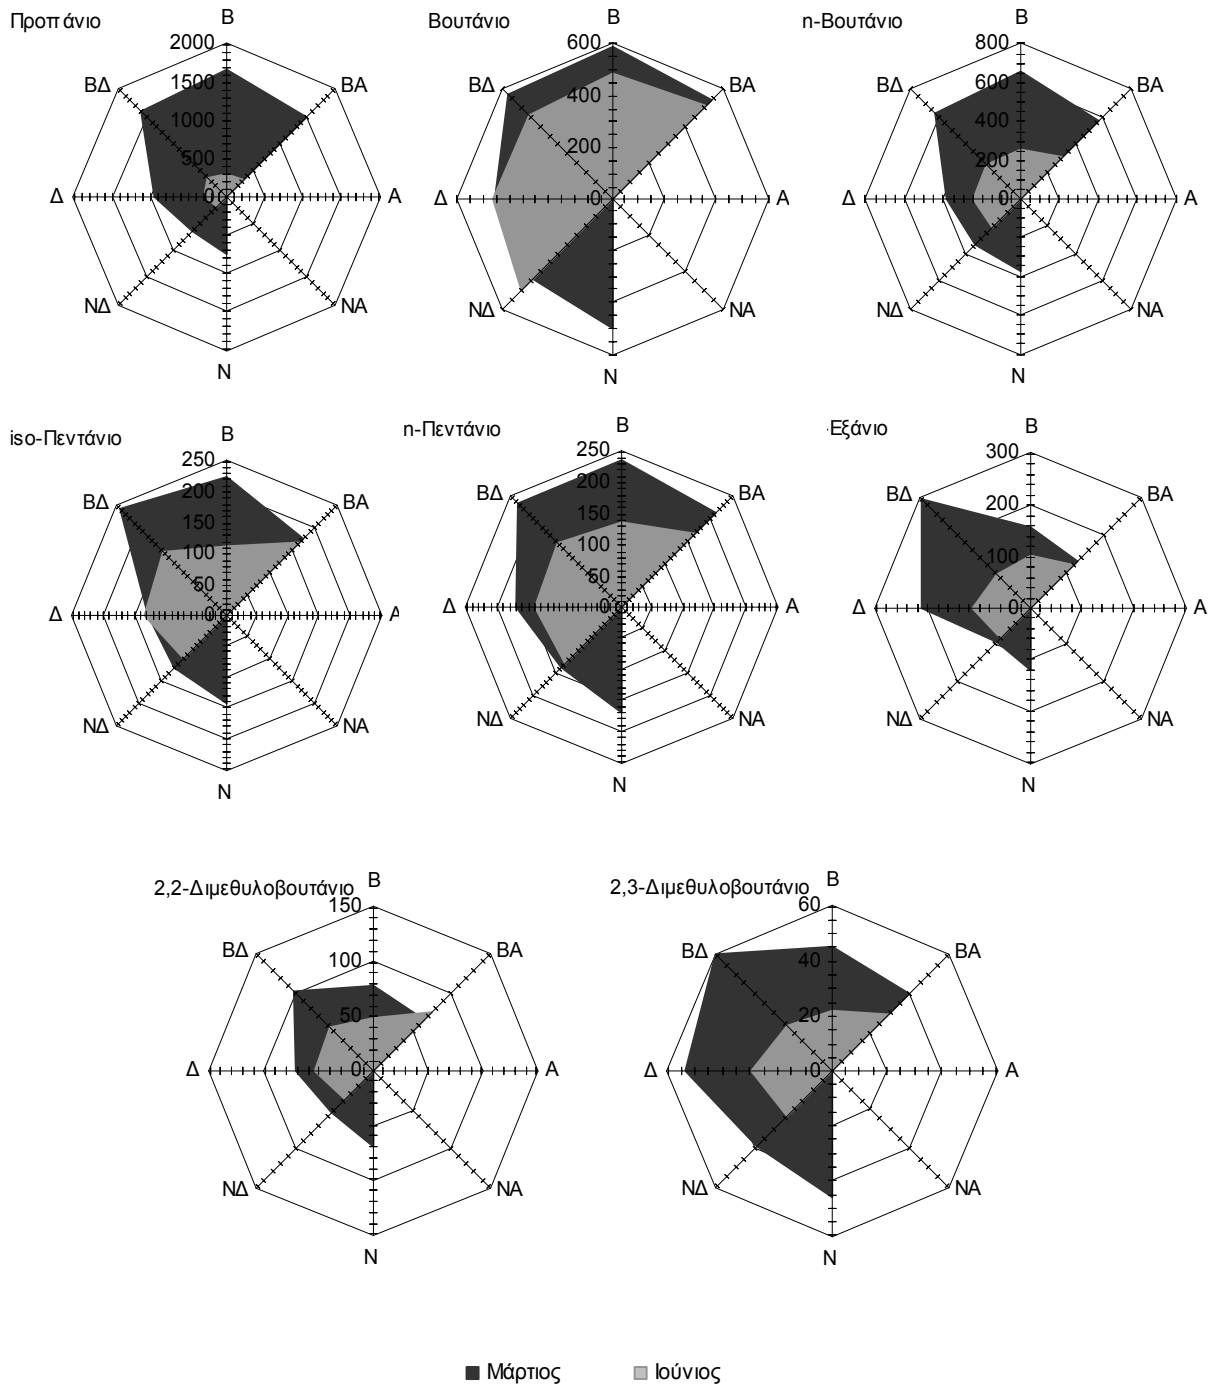 Προπάνιο
Β
2000
1500
1000
500
0
ΒΔ
ΒΑ
Δ
Α
ΝΔ
ΝΑ
Ν
Βουτάνιο
Β
600
400
200
0
ΒΔ
ΒΑ
Δ
Α
ΝΔ
ΝΑ
Ν
n-Βουτάνιο
Β
800
600
400
200
0
ΒΔ
ΒΑ
Δ
Α
ΝΔ
ΝΑ
Ν
iso-Πεντάνιο
Β
250
200
150
100
50
0
ΒΔ
ΒΑ
Δ
Α
ΝΔ
ΝΑ
Ν
n-Πεντάνιο
Β
250
200
150
100
50
0
ΒΔ
ΒΑ
Δ
Α
ΝΔ
ΝΑ
Ν
Εξάνιο
Β
300
200
100
0
ΒΔ
ΒΑ
Δ
Α
ΝΔ
ΝΑ
Ν
2,2-Διμεθυλοβουτάνιο
Β
150
100
50
0
ΒΔ
ΒΑ
Δ
Α
ΝΔ
ΝΑ
Ν
2,3-Διμεθυλοβουτάνιο
Β
60
40
20
0
ΒΔ
ΒΑ
Δ
Α
ΝΔ
ΝΑ
Ν
Μάρτιος
Ιούνιος